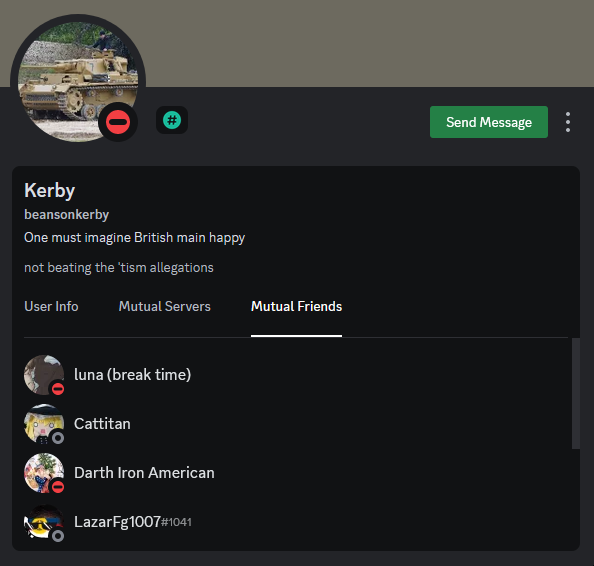 Send Message
Kerby
beansonkerby
One must imagine British main happy
not beating the 'tism allegations
User Info Mutual Servers Mutual Friends
luna (break time)
Cattitan
Darth Iron American
LazarFg1007#1041